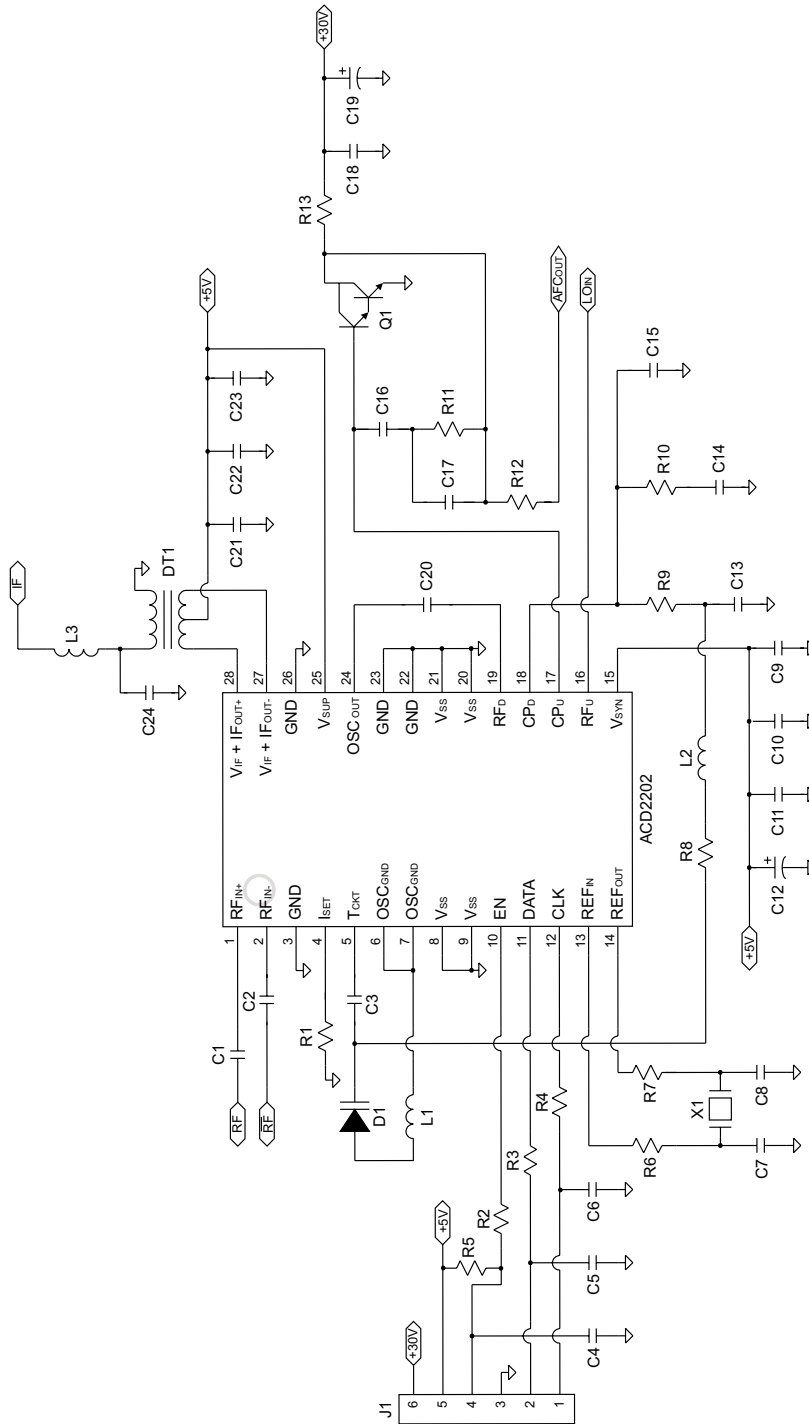 IF
L3
C24
DT1
+5V
C21
C22
C23
+30V
R13
C18
C19
Q1
C16
C17
R11
R12
AFCOUT
LOIN
C20
R9
R10
C13
C14
C15
RF
C1
R̅F̅
C2
R1
C3
D1
L1
1 RFIN+
2 RFIN-
3 GND
4 ISET
5 TCKT
6 OSCGND
7 OSCGND
8 VSS
9 VSS
10 EN
11 DATA
12 CLK
13 REFIN
14 REFOUT
VIF + IFOUT+ 28
VIF + IFOUT- 27
GND 26
VSUP 25
OSCOUT 24
GND 23
GND 22
VSS 21
VSS 20
RFD 19
CPD 18
CPU 17
RFU 16
VSYN 15
ACD2202
R8
L2
+5V
C12
C11
C10
C9
J1
6
5
4
3
2
1
+30V
+5V
R5
R2
R3
R4
C4
C5
C6
R6
R7
X1
C7
C8